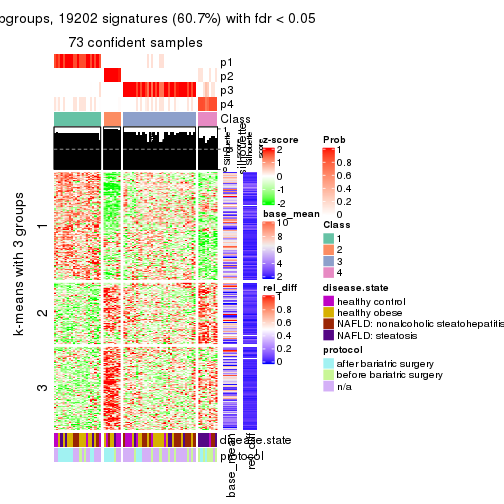 ogroups, 19202 signatures (60.7%) with fdr < 0.05
73 confident samples
p1
p2
p3
p4
Class
silhouette
score
k-means with 3 groups
1
2
3
disease.state
protocol
base_mean
rel_diff
z-score
2
1
0
-1
-2
base_mean
10
8
6
4
2
rel_diff
1
0.8
0.6
0.4
0.2
0
Prob
1
0.8
0.6
0.4
0.2
0
Class
1
2
3
4
disease.state
healthy control
healthy obese
NAFLD: nonalcoholic steatohepatitis
NAFLD: steatosis
protocol
after bariatric surgery
before bariatric surgery
n/a